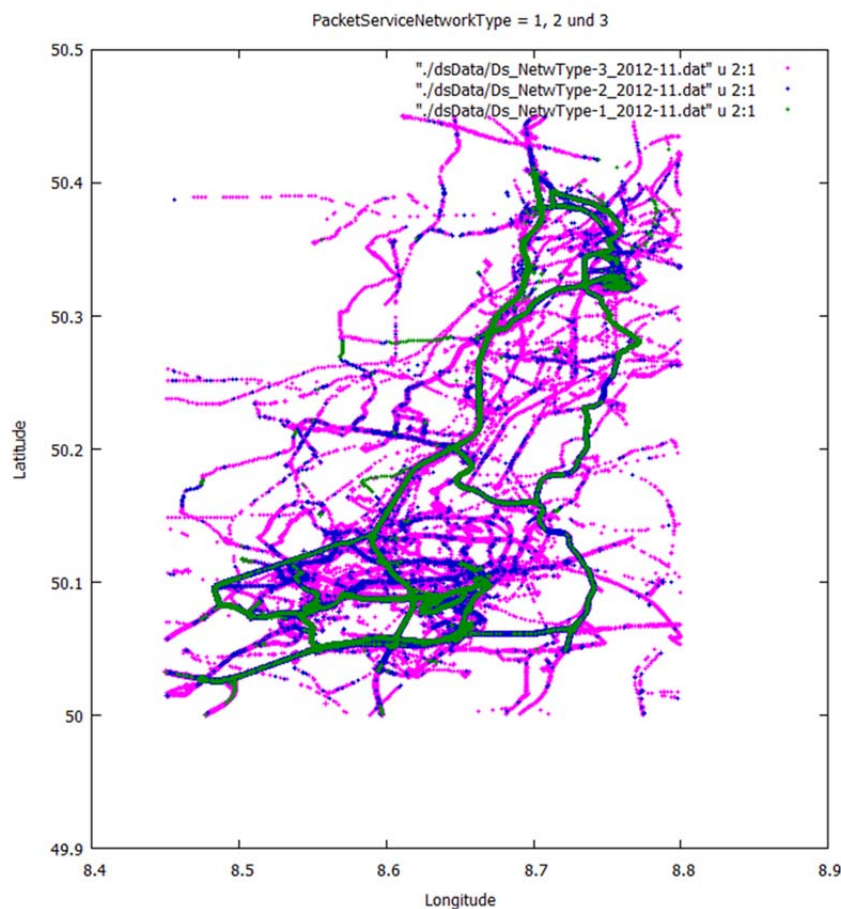 PacketServiceNetworkType = 1, 2 und 3
50.5
"./dsData/Ds_NetwType-3_2012-11.dat" u 2:1
"./dsData/Ds_NetwType-2_2012-11.dat" u 2:1
"./dsData/Ds_NetwType-1_2012-11.dat" u 2:1
50.4
50.3
Latitude
50.2
50.1
50
49.9
8.4 8.5 8.6 8.7 8.8 8.9
Longitude